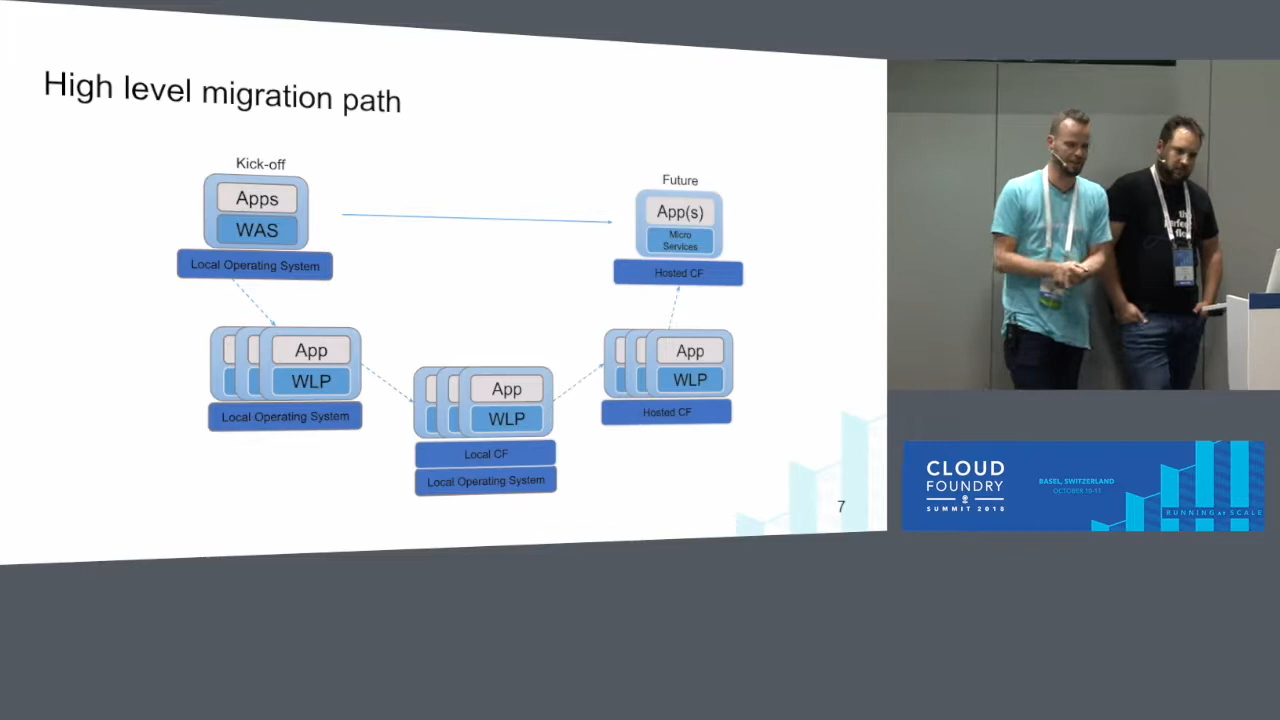 High level migration path
Kick-off
Apps
WAS
Local Operating System
Future
App(s)
Micro
Services
Hosted CF
App
WLP
Local Operating System
App
WLP
Local CF
Local Operating System
App
WLP
Hosted CF
7
the
perfect
CLOUD
FOUNDRY
SUMMIT 2018
BASEL, SWITZERLAND
OCTOBER 10-11
RUNNING AT SCALE